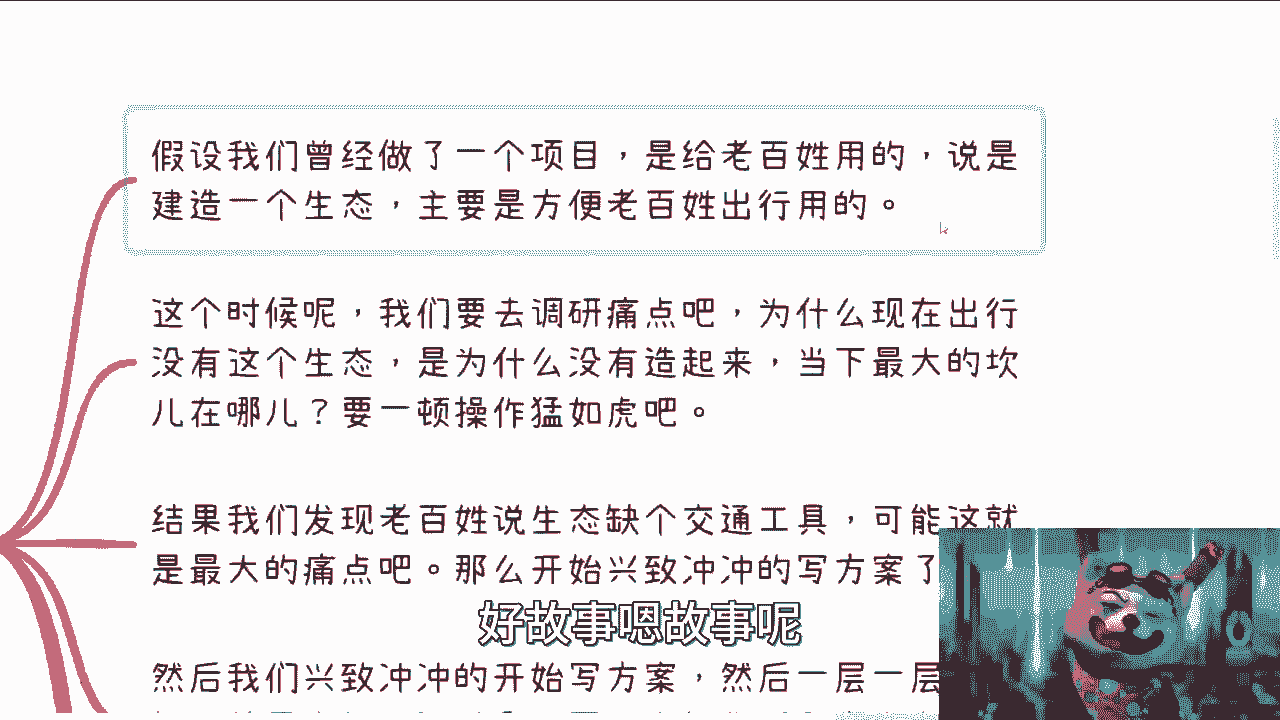 假设我们曾经做了一个项目，是给老百姓用的，说是
建造一个生态，主要是方便老百姓出行用的。
这个时候呢，我们要去调研痛点吧，为什么现在出行
没有这个生态，是为什么没有造起来，当下最大的坎
儿在哪儿？要一顿操作猛如虎吧。
结果我们发现老百姓说生态缺个交通工具，可能这就
是最大的痛点吧。那么开始兴致冲冲的写方案了
好故事嗯故事呢
然后我们兴致冲冲的开始写方案，然后一层一层